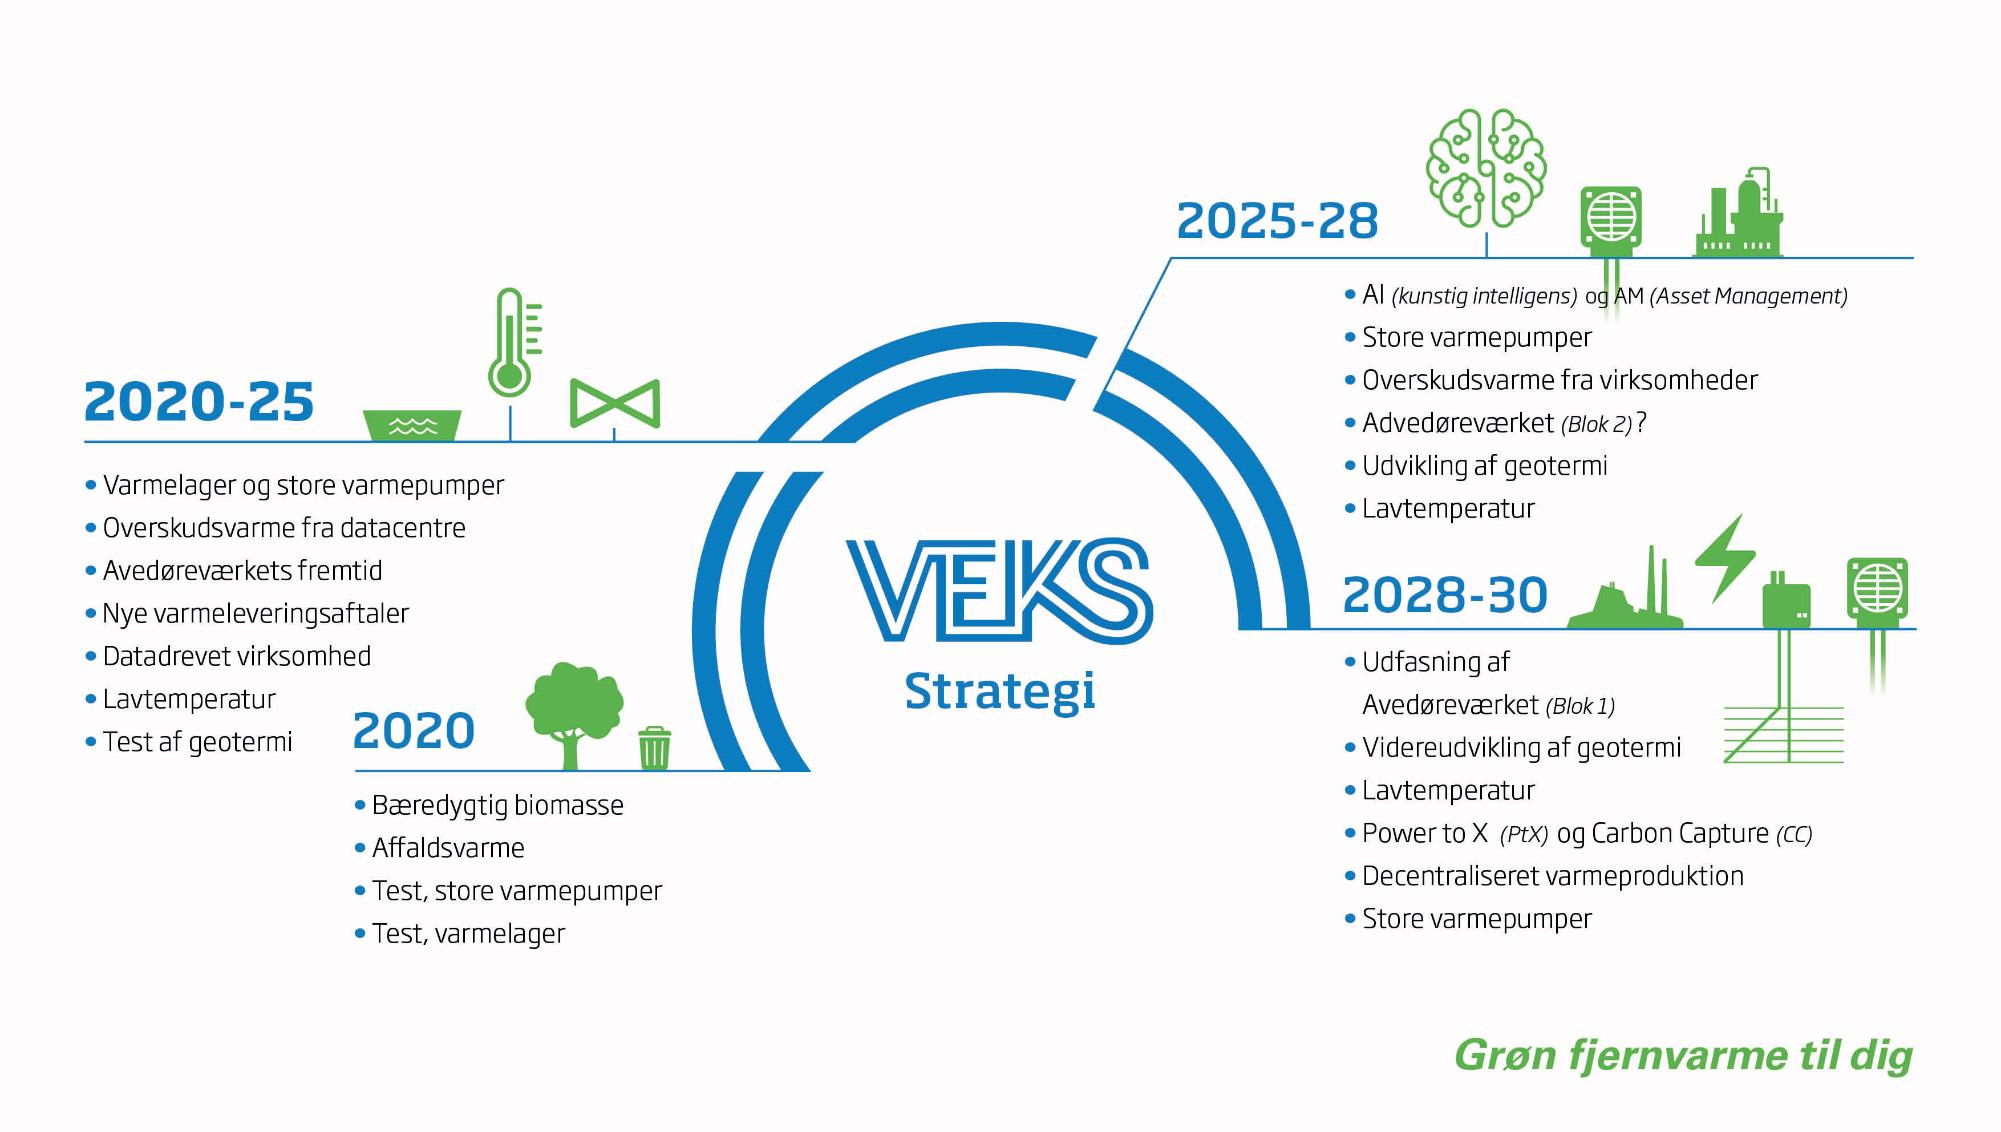 2020-25
• Varmelager og store varmepumper
• Overskudsvarme fra datacentre
• Avedøreværkets fremtid
• Nye varmeleveringsaftaler
• Datadrevet virksomhed
• Lavtemperatur
• Test af geotermi
2020
• Bæredygtig biomasse
• Affaldsvarme
• Test, store varmepumper
• Test, varmelager
VEKS
Strategi
2025-28
• AI (kunstig intelligens) og AM (Asset Management)
• Store varmepumper
• Overskudsvarme fra virksomheder
• Advedøreværket (Blok 2)?
• Udvikling af geotermi
• Lavtemperatur
2028-30
• Udfasning af
Avedøreværket (Blok 1)
• Videreudvikling af geotermi
• Lavtemperatur
• Power to X (PtX) og Carbon Capture (CC)
• Decentraliseret varmeproduktion
• Store varmepumper
Grøn fjernvarme til dig